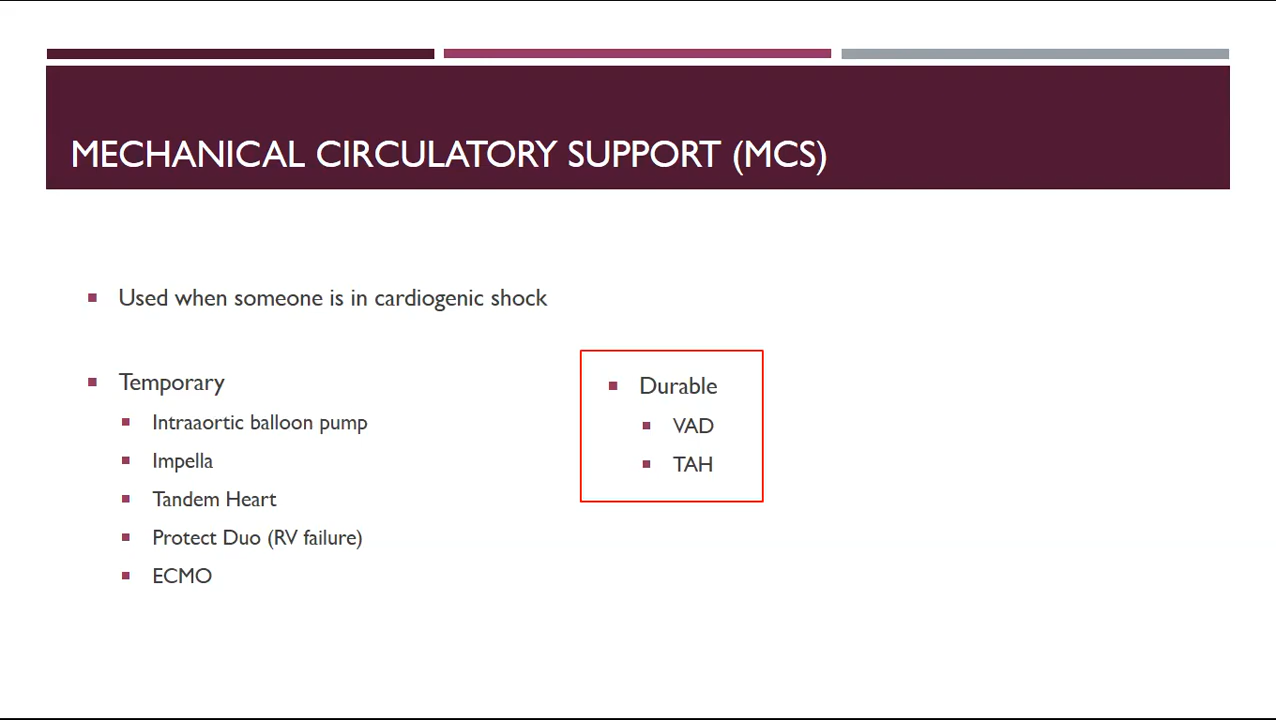 MECHANICAL CIRCULATORY SUPPORT (MCS)
Used when someone is in cardiogenic shock
Temporary
Intraaortic balloon pump
Impella
Tandem Heart
Protect Duo (RV failure)
ECMO
Durable
VAD
TAH